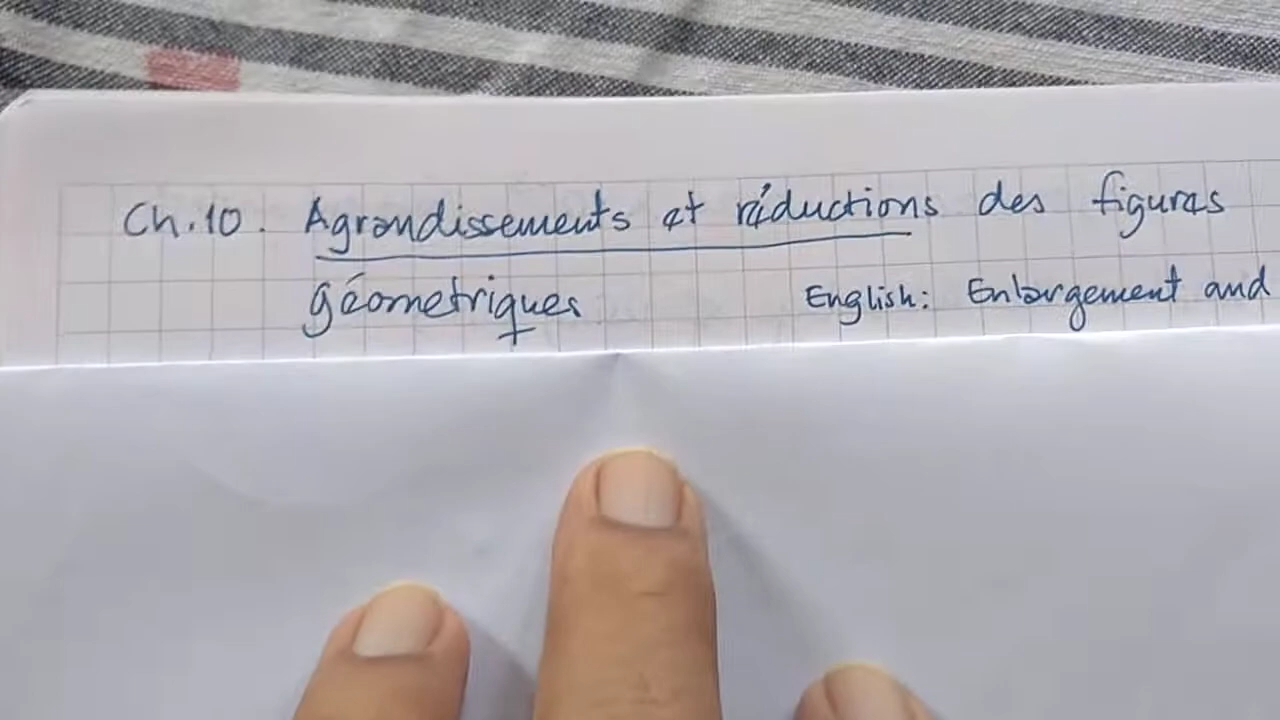 Ch.10. Agrandissements et réductions des figures
géometriques
English: Enlargement and